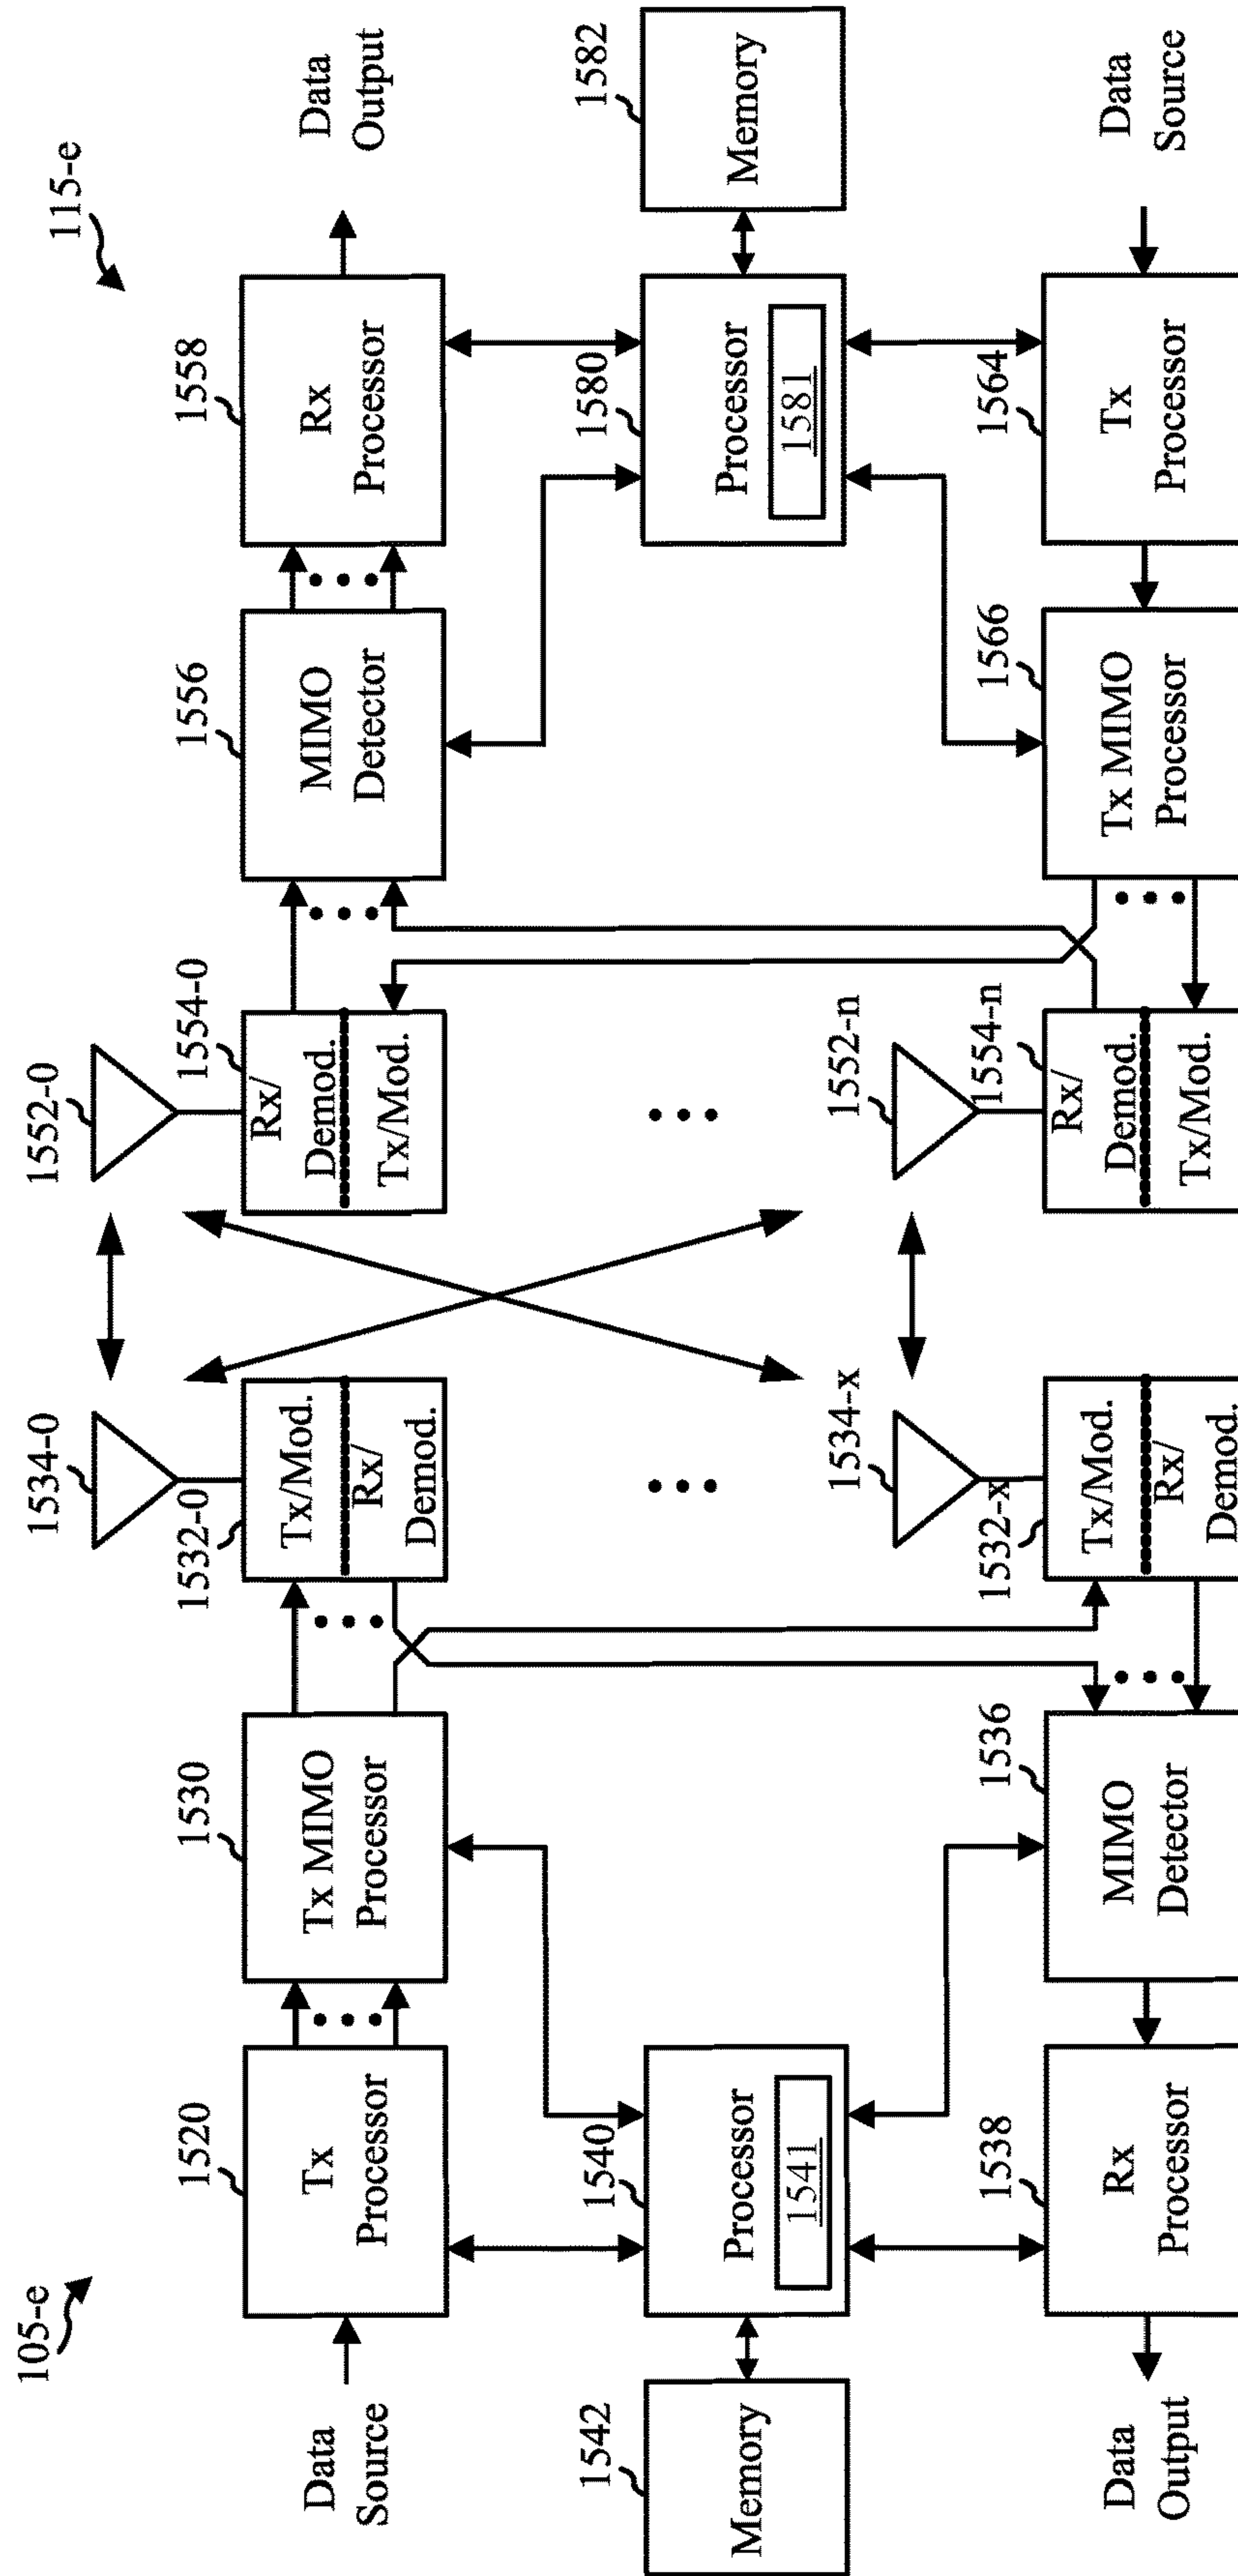 105-e
115-e
1520
Tx
Processor
1530
Tx MIMO
Processor
1534-0
1532-0
Tx/Mod.
Rx/
Demod.
1552-0
1554-0
Rx/
Demod.
Tx/Mod.
1556
MIMO
Detector
1558
Rx
Processor
Data
Source
Data
Output
1542
Memory
1540
Processor
1541
1580
Processor
1581
1582
Memory
1538
Rx
Processor
1536
MIMO
Detector
1534-x
1532-x
Tx/Mod.
Rx/
Demod.
1552-n
1554-n
Rx/
Demod.
Tx/Mod.
1566
Tx MIMO
Processor
1564
Tx
Processor
Data
Output
Data
Source